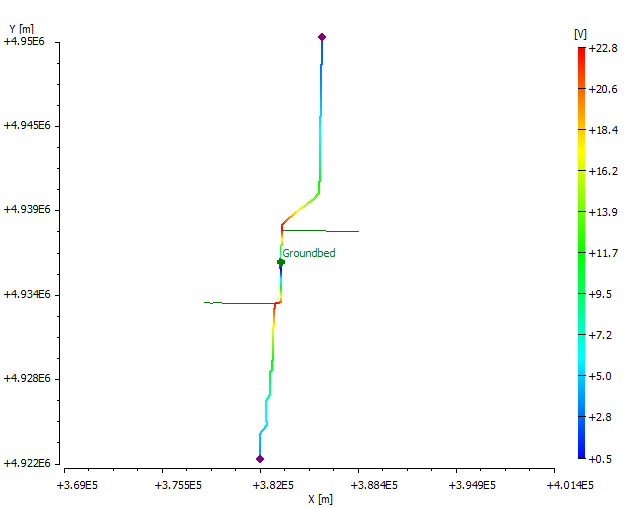 Y [m]
[V]
+4.95E6
+4.945E6
+4.939E6
+4.934E6
+4.928E6
+4.922E6
Groundbed
+22.8
+20.6
+18.4
+16.2
+13.9
+11.7
+9.5
+7.2
+5.0
+2.8
+0.5
+3.69E5 +3.755E5 +3.82E5 +3.884E5 +3.949E5 +4.014E5
X [m]